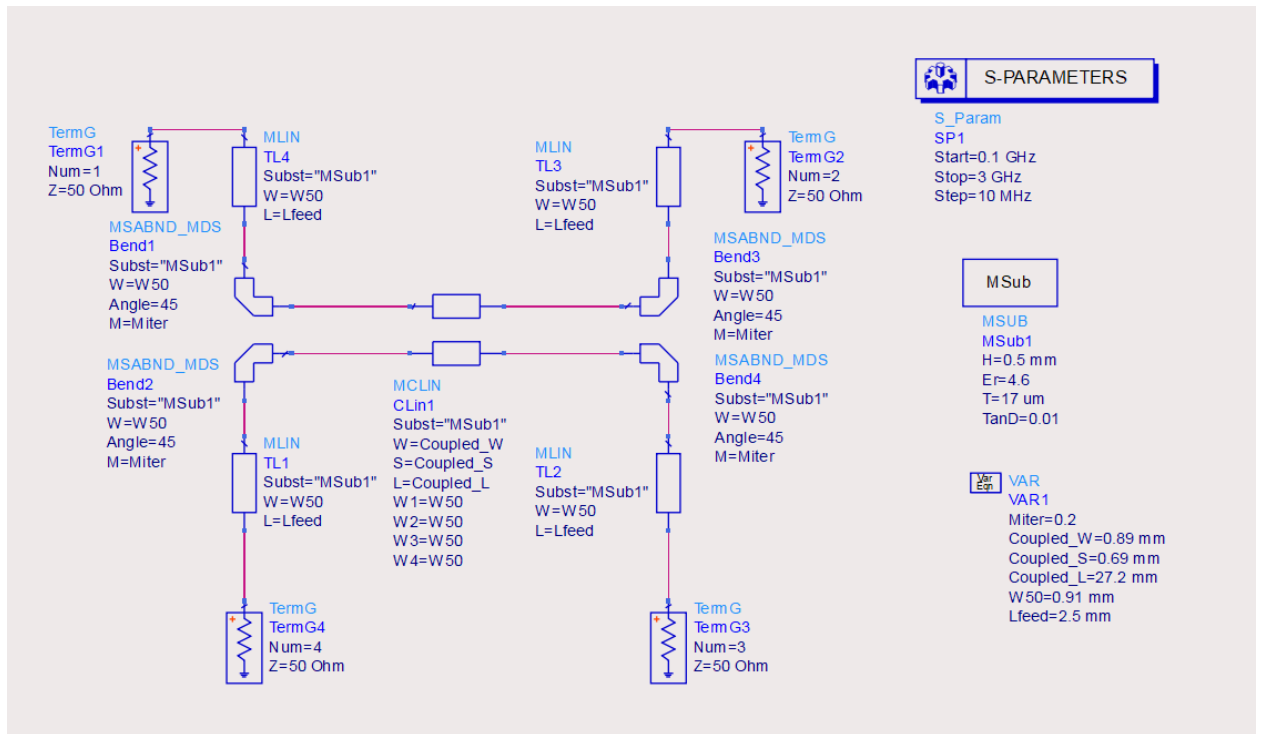 S-PARAMETERS
S_Param
SP1
Start=0.1 GHz
Stop=3 GHz
Step=10 MHz
TermG
TermG1
Num=1
Z=50 Ohm
MLIN
TL4
Subst="MSub1"
W=W50
L=Lfeed
MLIN
TL3
Subst="MSub1"
W=W50
L=Lfeed
TermG
TermG2
Num=2
Z=50 Ohm
MSABND_MDS
Bend1
Subst="MSub1"
W=W50
Angle=45
M=Miter
MSABND_MDS
Bend3
Subst="MSub1"
W=W50
Angle=45
M=Miter
MSub
MSUB
MSub1
H=0.5 mm
Er=4.6
T=17 um
TanD=0.01
MSABND_MDS
Bend2
Subst="MSub1"
W=W50
Angle=45
M=Miter
MCLIN
CLin1
Subst="MSub1"
W=Coupled_W
S=Coupled_S
L=Coupled_L
W1=W50
W2=W50
W3=W50
W4=W50
MSABND_MDS
Bend4
Subst="MSub1"
W=W50
Angle=45
M=Miter
MLIN
TL1
Subst="MSub1"
W=W50
L=Lfeed
MLIN
TL2
Subst="MSub1"
W=W50
L=Lfeed
Var
Eqn
VAR
VAR1
Miter=0.2
Coupled_W=0.89 mm
Coupled_S=0.69 mm
Coupled_L=27.2 mm
W50=0.91 mm
Lfeed=2.5 mm
TermG
TermG4
Num=4
Z=50 Ohm
TermG
TermG3
Num=3
Z=50 Ohm